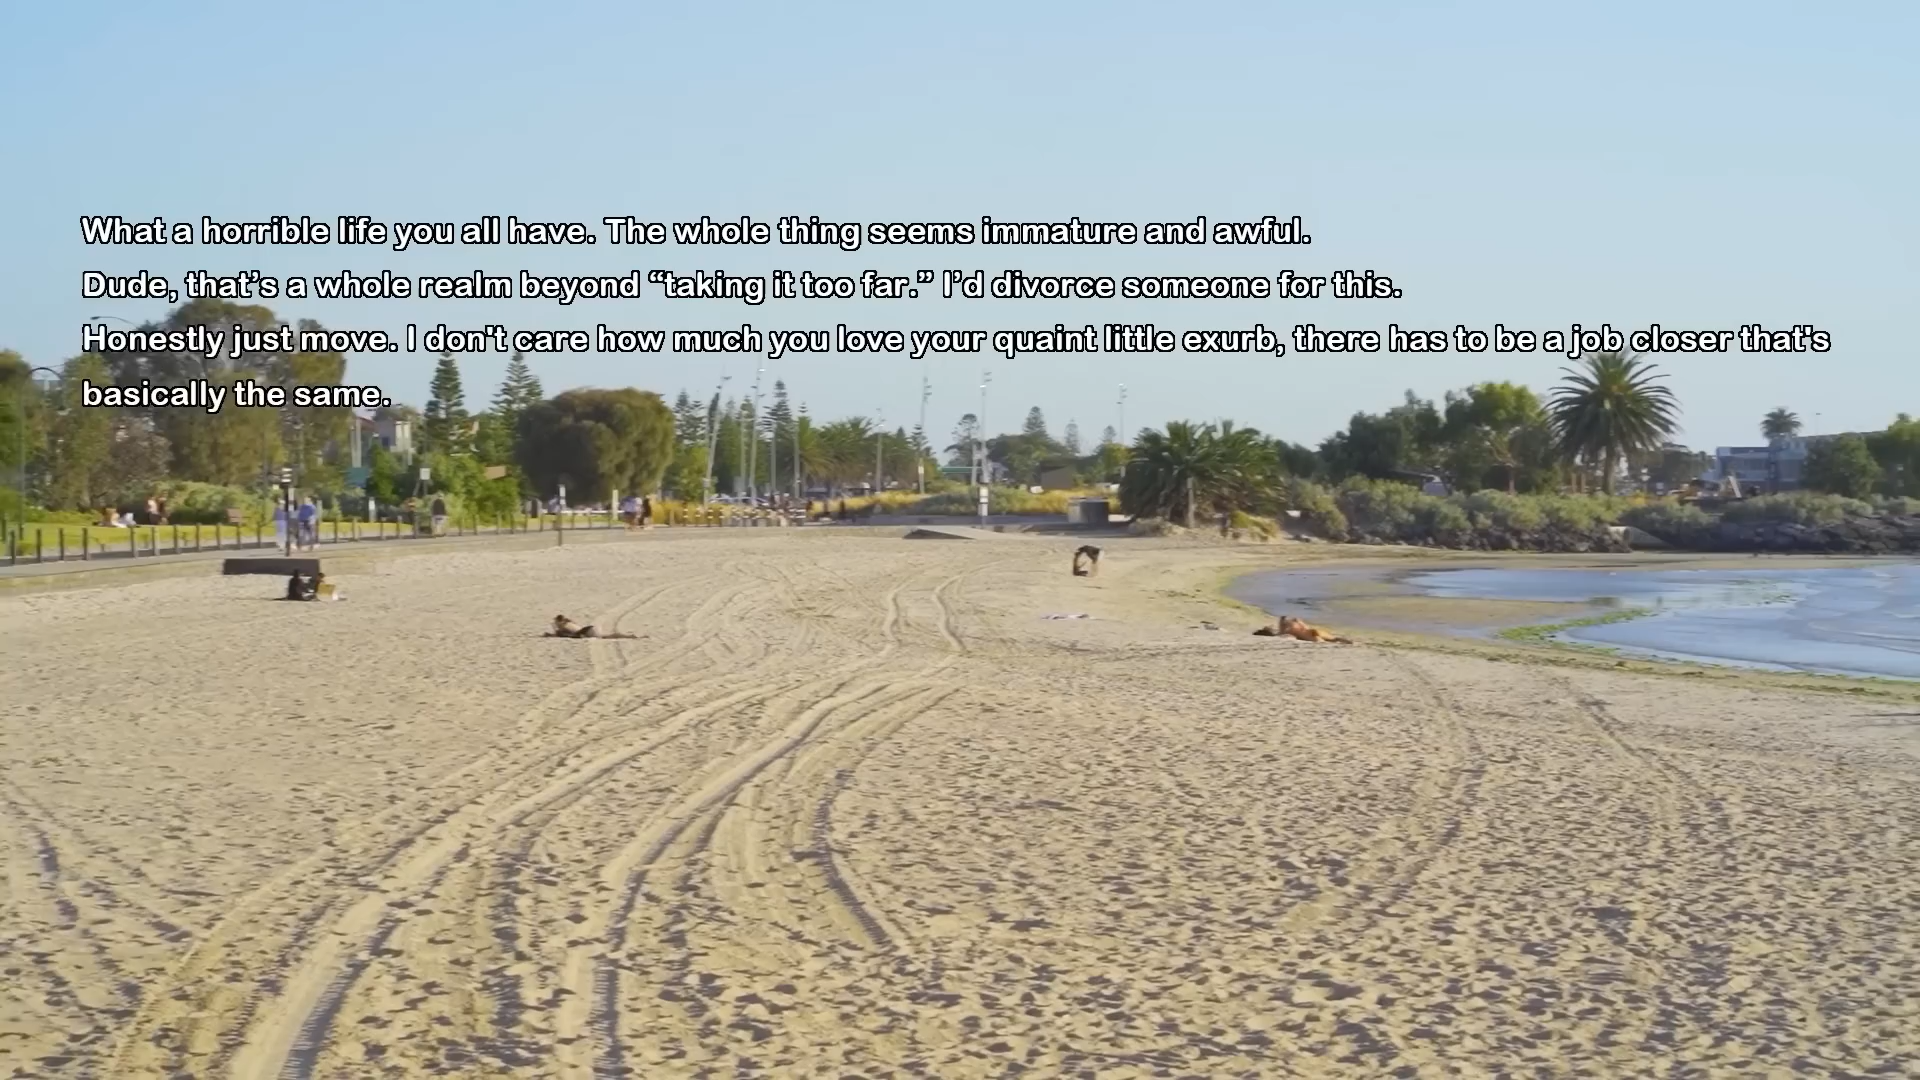 What a horrible life you all have. The whole thing seems immature and awful.
Dude, that’s a whole realm beyond “taking it too far.” I’d divorce someone for this.
Honestly just move. I don't care how much you love your quaint little exurb, there has to be a job closer that's
basically the same.